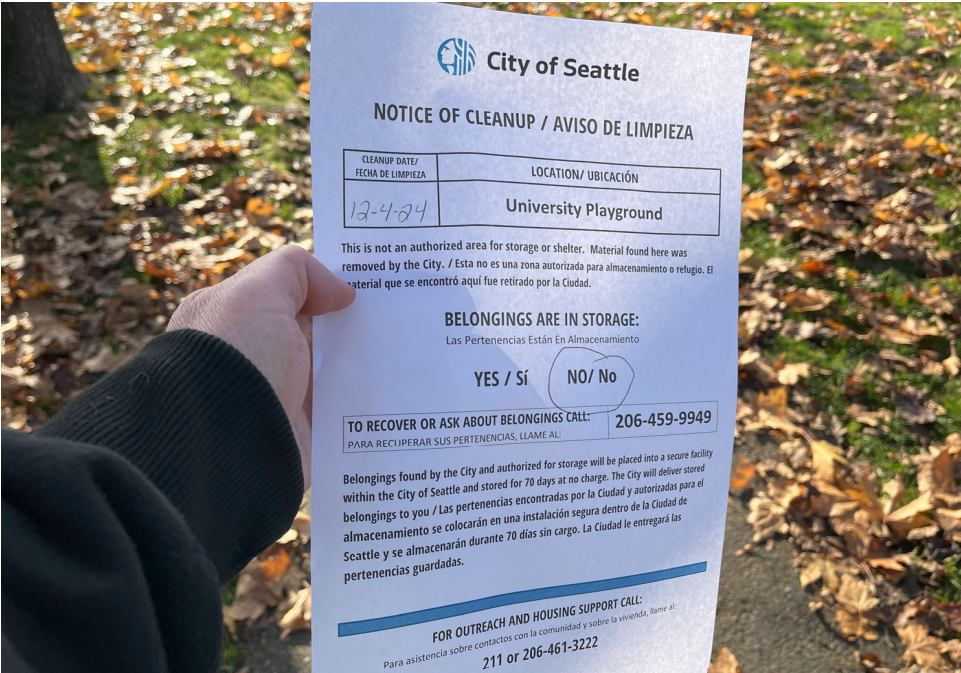 City of Seattle
NOTICE OF CLEANUP / AVISO DE LIMPIEZA
CLEANUP DATE/
FECHA DE LIMPIEZA
LOCATION/ UBICACIÓN
12-4-24
University Playground
This is not an authorized area for storage or shelter. Material found here was
removed by the City. / Esta no es una zona autorizada para almacenamiento o refugio. El
aterial que se encontró aquí fue retirado por la Ciudad.
BELONGINGS ARE IN STORAGE:
Las Pertenencias Están En Almacenamiento
YES / Sí NO/ No
TO RECOVER OR ASK ABOUT BELONGINGS CALL:
PARA RECUPERAR SUS PERTENENCIAS, LLAME AL:
206-459-9949
Belongings found by the City and authorized for storage will be placed into a secure facility
within the City of Seattle and stored for 70 days at no charge. The City will deliver stored
belongings to you / Las pertenencias encontradas por la Ciudad y autorizadas para el
almacenamiento se colocarán en una instalación segura dentro de la Ciudad de
Seattle y se almacenarán durante 70 días sin cargo. La Ciudad le entregará las
pertenencias guardadas.
FOR OUTREACH AND HOUSING SUPPORT CALL:
Para asistencia sobre contactos con la comunidad y sobre la vivienda, llame al:
211 or 206-461-3222